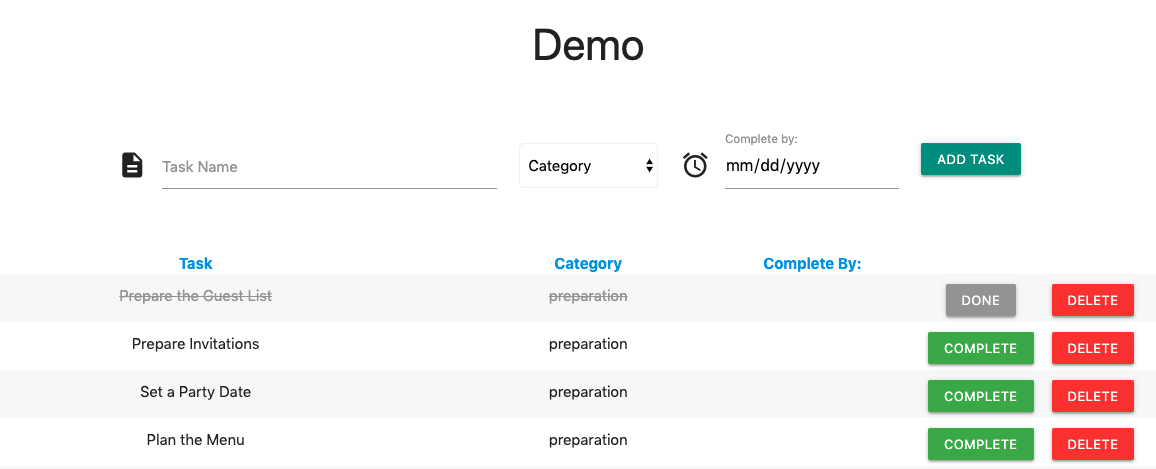 Demo
Complete by:
Task Name Category mm/dd/yyyy ADD TASK
Task Category Complete By:
Prepare the Guest List preparation DONE DELETE
Prepare Invitations preparation COMPLETE DELETE
Set a Party Date preparation COMPLETE DELETE
Plan the Menu preparation COMPLETE DELETE